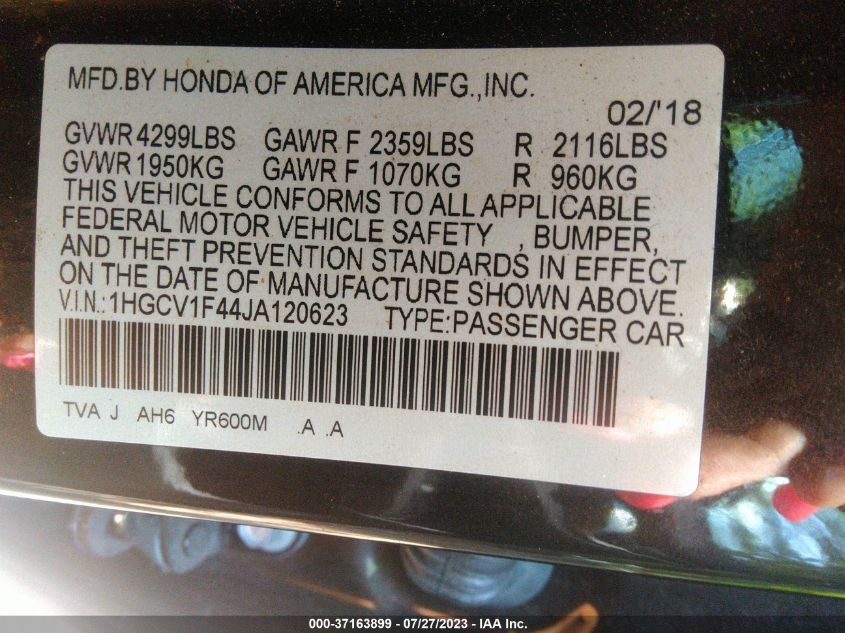 MFD.BY HONDA OF AMERICA MFG.,INC.
02/'18
GVWR 4299LBS GAWR F 2359LBS R 2116LBS
GVWR 1950KG GAWR F 1070KG R 960KG
THIS VEHICLE CONFORMS TO ALL APPLICABLE
FEDERAL MOTOR VEHICLE SAFETY , BUMPER,
AND THEFT PREVENTION STANDARDS IN EFFECT
ON THE DATE OF MANUFACTURE SHOWN ABOVE.
V.I.N.: 1HGCV1F44JA120623 TYPE:PASSENGER CAR
TVA J AH6 YR600M .A .A
000-37163899 / 07/27/2023 - IAA Inc.